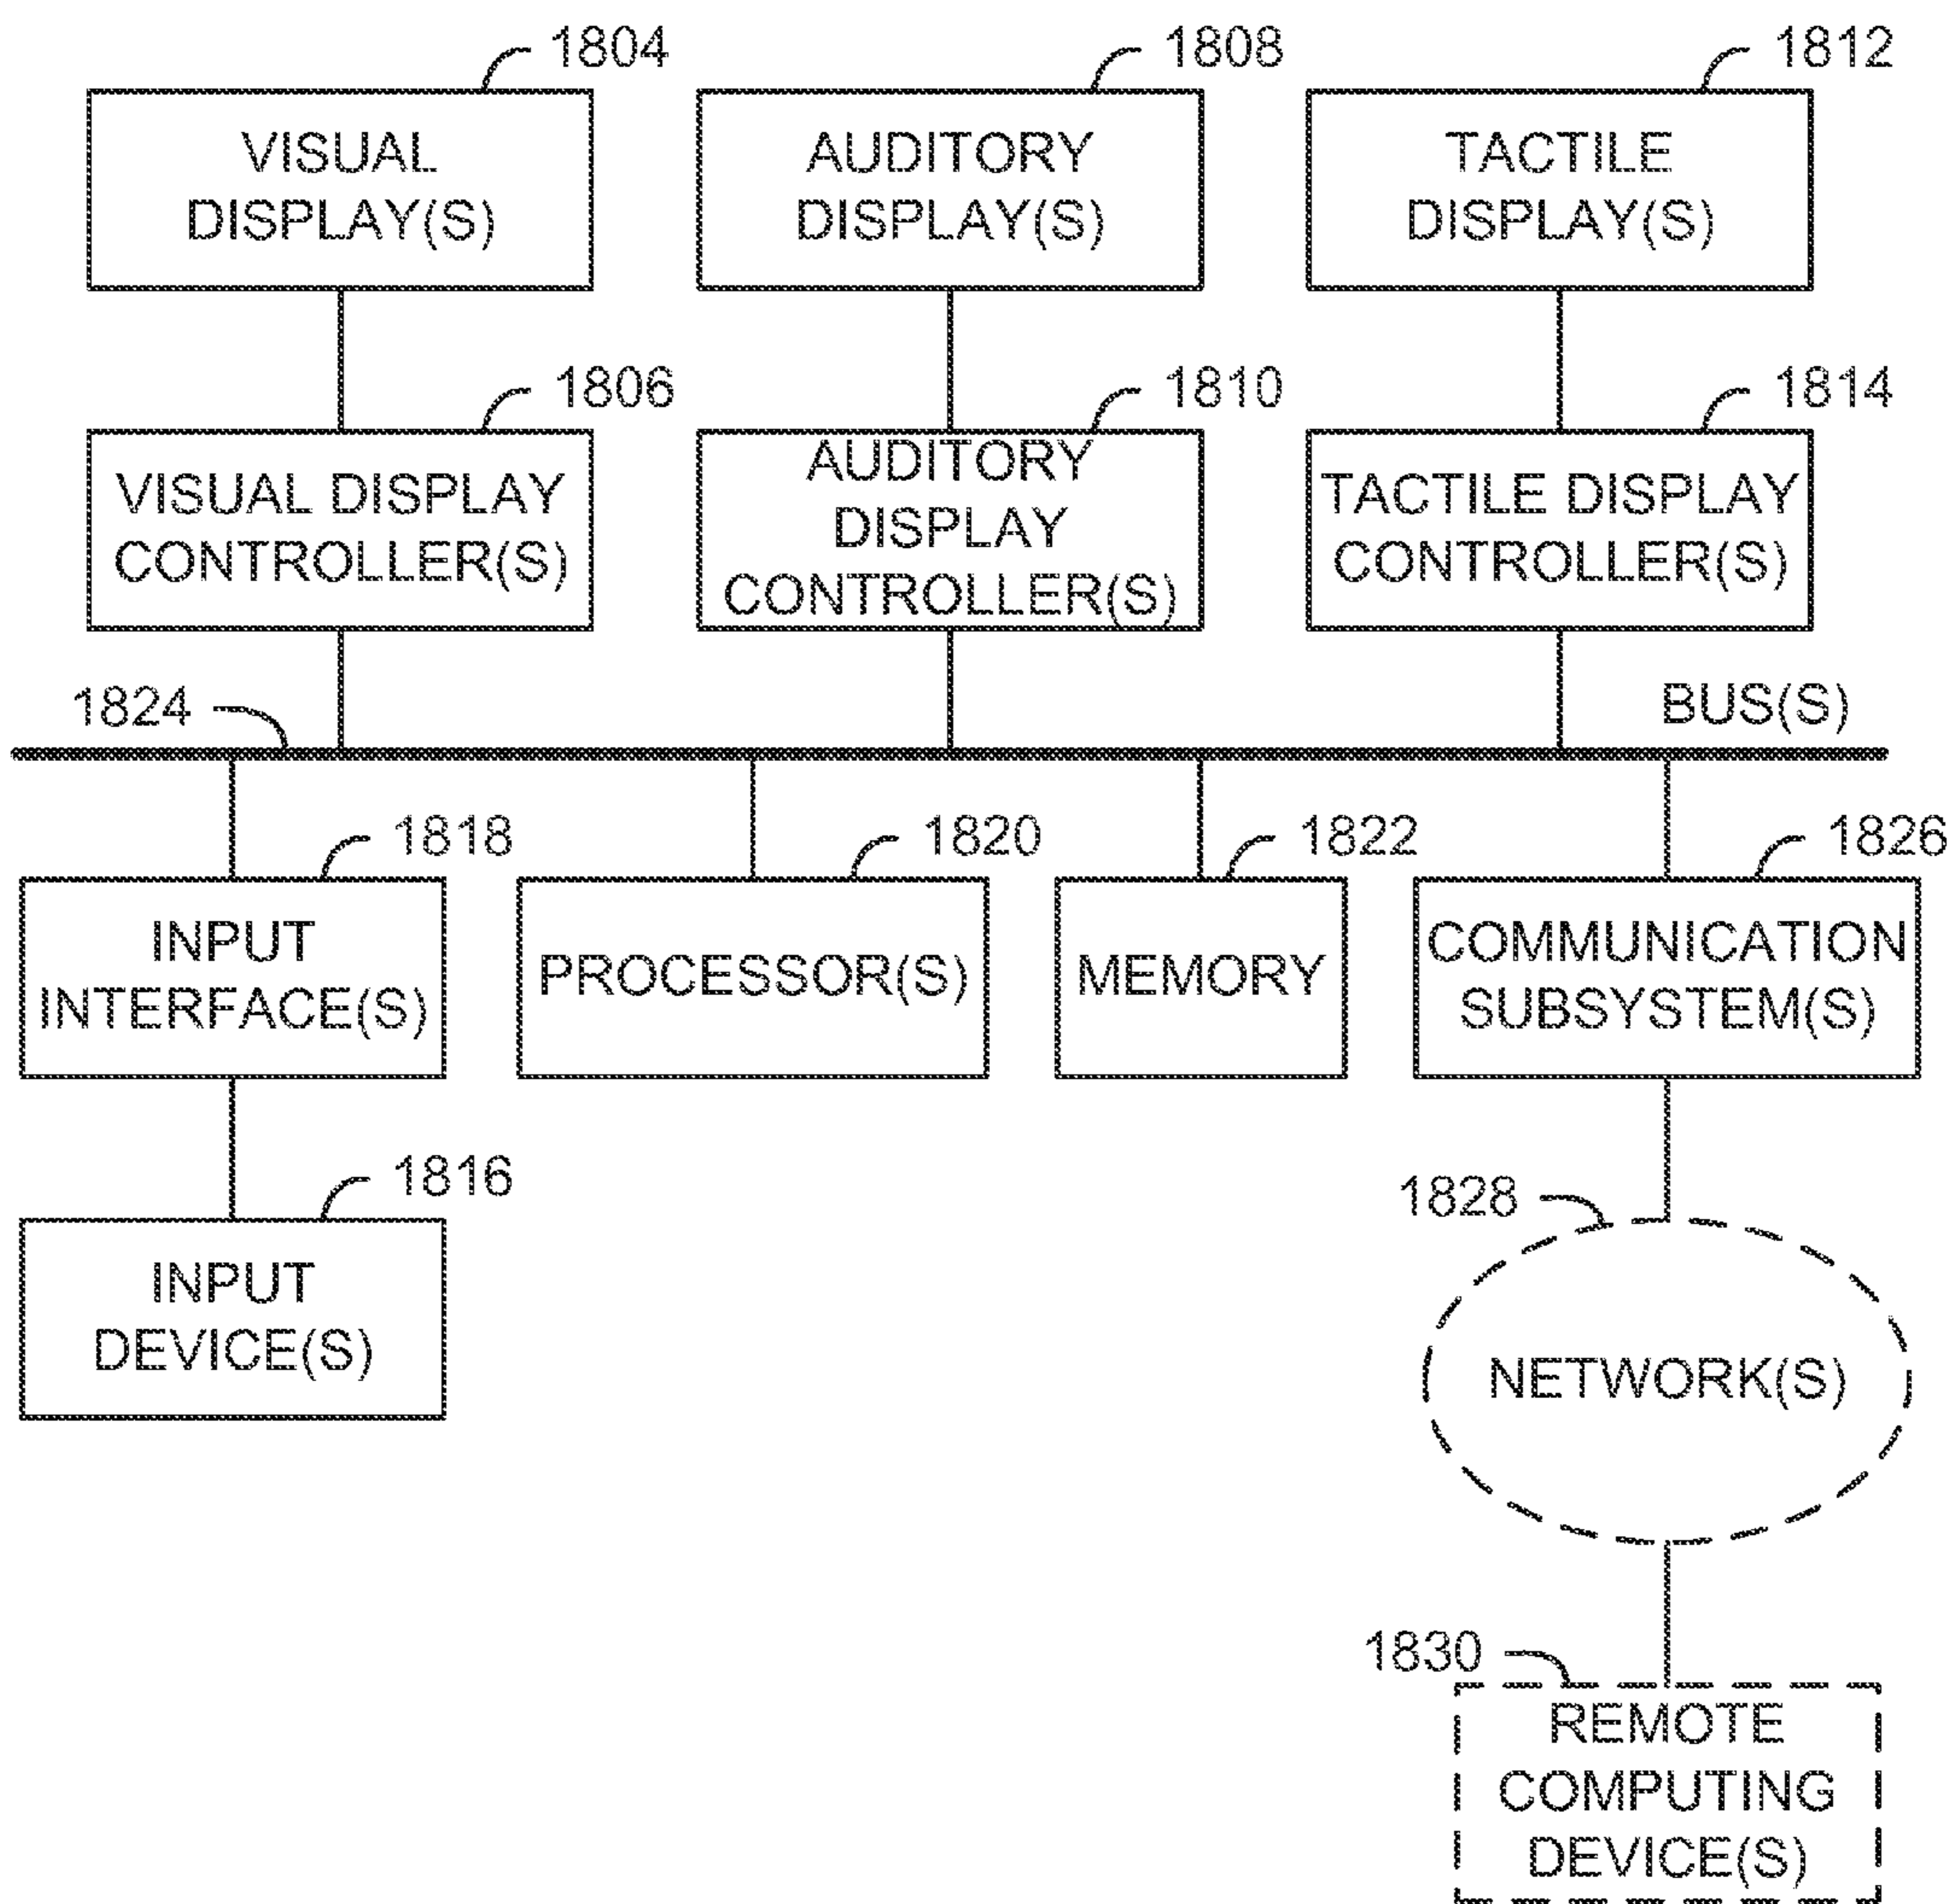 1804
VISUAL
DISPLAY(S)
1808
AUDITORY
DISPLAY(S)
1812
TACTILE
DISPLAY(S)
1806
VISUAL DISPLAY
CONTROLLER(S)
1810
AUDITORY
DISPLAY
CONTROLLER(S)
1814
TACTILE DISPLAY
CONTROLLER(S)
1824
BUS(S)
1818
INPUT
INTERFACE(S)
1820
PROCESSOR(S)
1822
MEMORY
1826
COMMUNICATION
SUBSYSTEM(S)
1816
INPUT
DEVICE(S)
1828
NETWORK(S)
1830
REMOTE
COMPUTING
DEVICE(S)